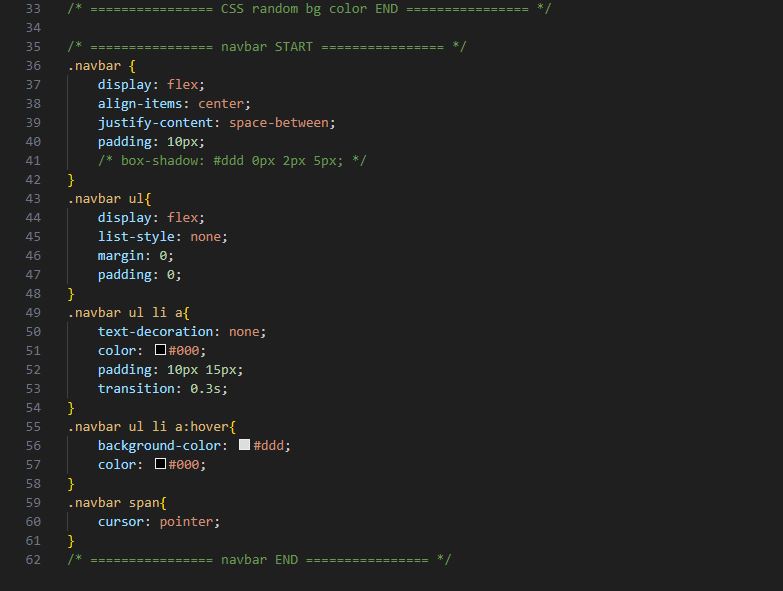 33 /* ================ CSS random bg color END ================ */
34
35 /* ================ navbar START ================ */
36 .navbar {
37     display: flex;
38     align-items: center;
39     justify-content: space-between;
40     padding: 10px;
41     /* box-shadow: #ddd 0px 2px 5px; */
42 }
43 .navbar ul{
44     display: flex;
45     list-style: none;
46     margin: 0;
47     padding: 0;
48 }
49 .navbar ul li a{
50     text-decoration: none;
51     color: #000;
52     padding: 10px 15px;
53     transition: 0.3s;
54 }
55 .navbar ul li a:hover{
56     background-color: #ddd;
57     color: #000;
58 }
59 .navbar span{
60     cursor: pointer;
61 }
62 /* ================ navbar END ================ */